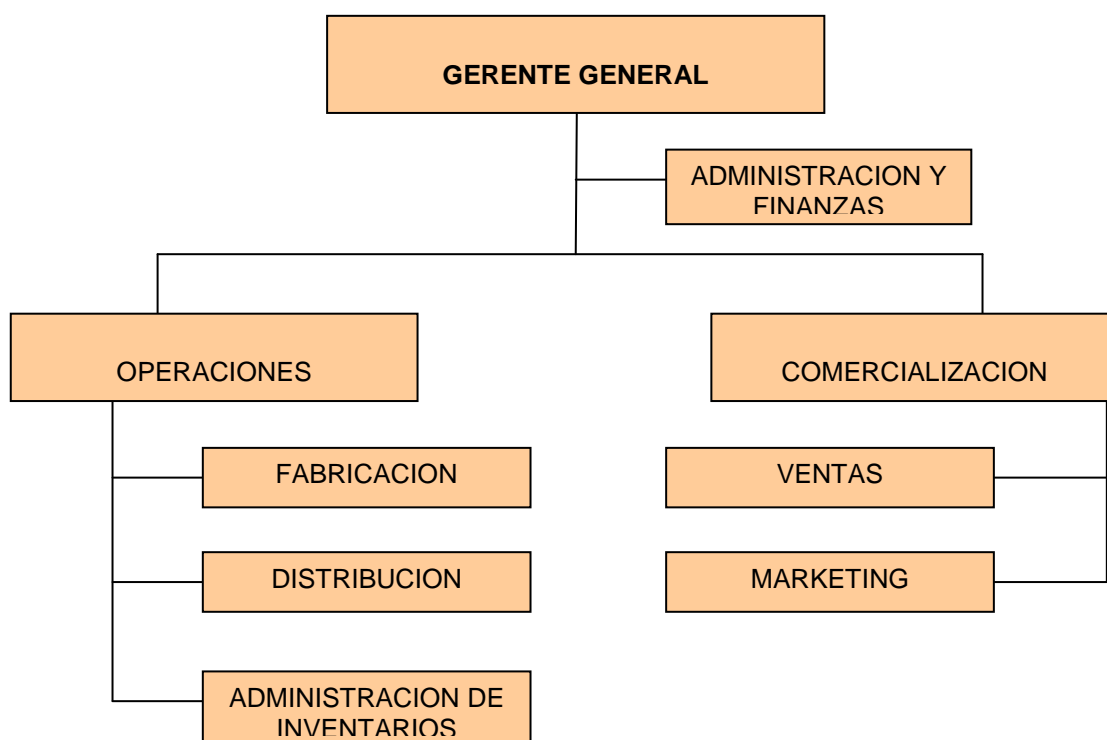 GERENTE GENERAL
ADMINISTRACION Y
FINANZAS
OPERACIONES
COMERCIALIZACION
FABRICACION
VENTAS
DISTRIBUCION
MARKETING
ADMINISTRACION DE
INVENTARIOS